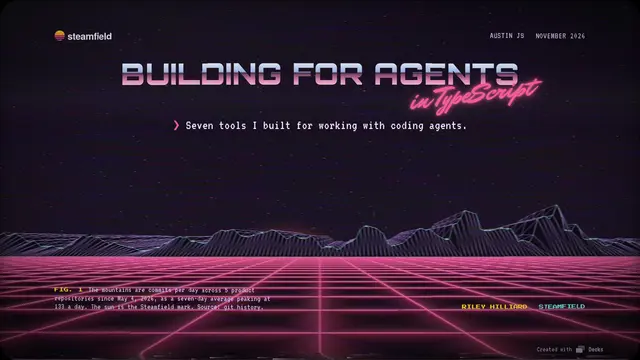 steamfield
AUSTIN JS NOVEMBER 2026
BUILDING FOR AGENTS
in TypeScript
❯ Seven tools I built for working with coding agents.
FIG. 1 The mountains are commits per day across 5 product
repositories since May 4, 2026, as a seven-day average peaking at
133 a day. The sun is the Steamfield mark. Source: git history.
RILEY HILLIARD STEAMFIELD
Created with Decks